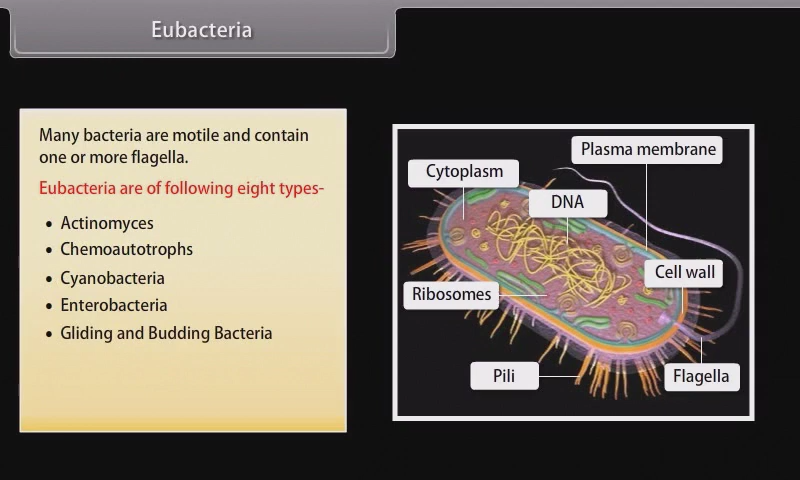 Eubacteria
Many bacteria are motile and contain
one or more flagella.
Eubacteria are of following eight types-
• Actinomyces
• Chemoautotrophs
• Cyanobacteria
• Enterobacteria
• Gliding and Budding Bacteria
Plasma membrane
Cytoplasm
DNA
Cell wall
Ribosomes
Pili
Flagella